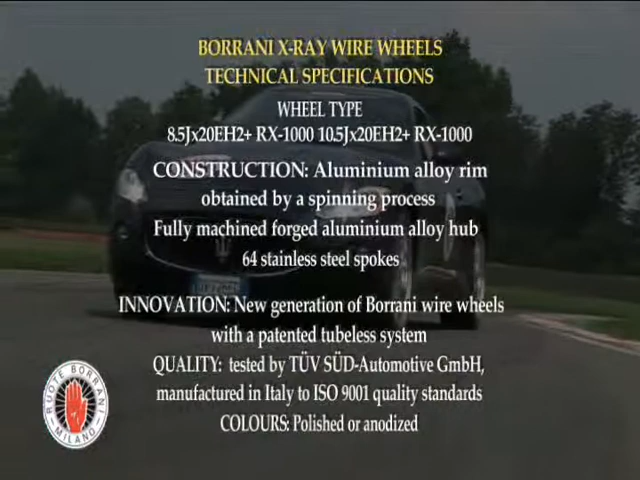 BORRANI X-RAY WIRE WHEELS
TECHNICAL SPECIFICATIONS
WHEEL TYPE
8.5Jx20EH2+ RX-1000 10.5Jx20EH2+ RX-1000
CONSTRUCTION: Aluminium alloy rim
obtained by a spinning process
Fully machined forged aluminium alloy hub
64 stainless steel spokes
INNOVATION: New generation of Borrani wire wheels
with a patented tubeless system
QUALITY: tested by TÜV SÜD-Automotive GmbH,
manufactured in Italy to ISO 9001 quality standards
COLOURS: Polished or anodized
RUOTE BORRANI
MILANO